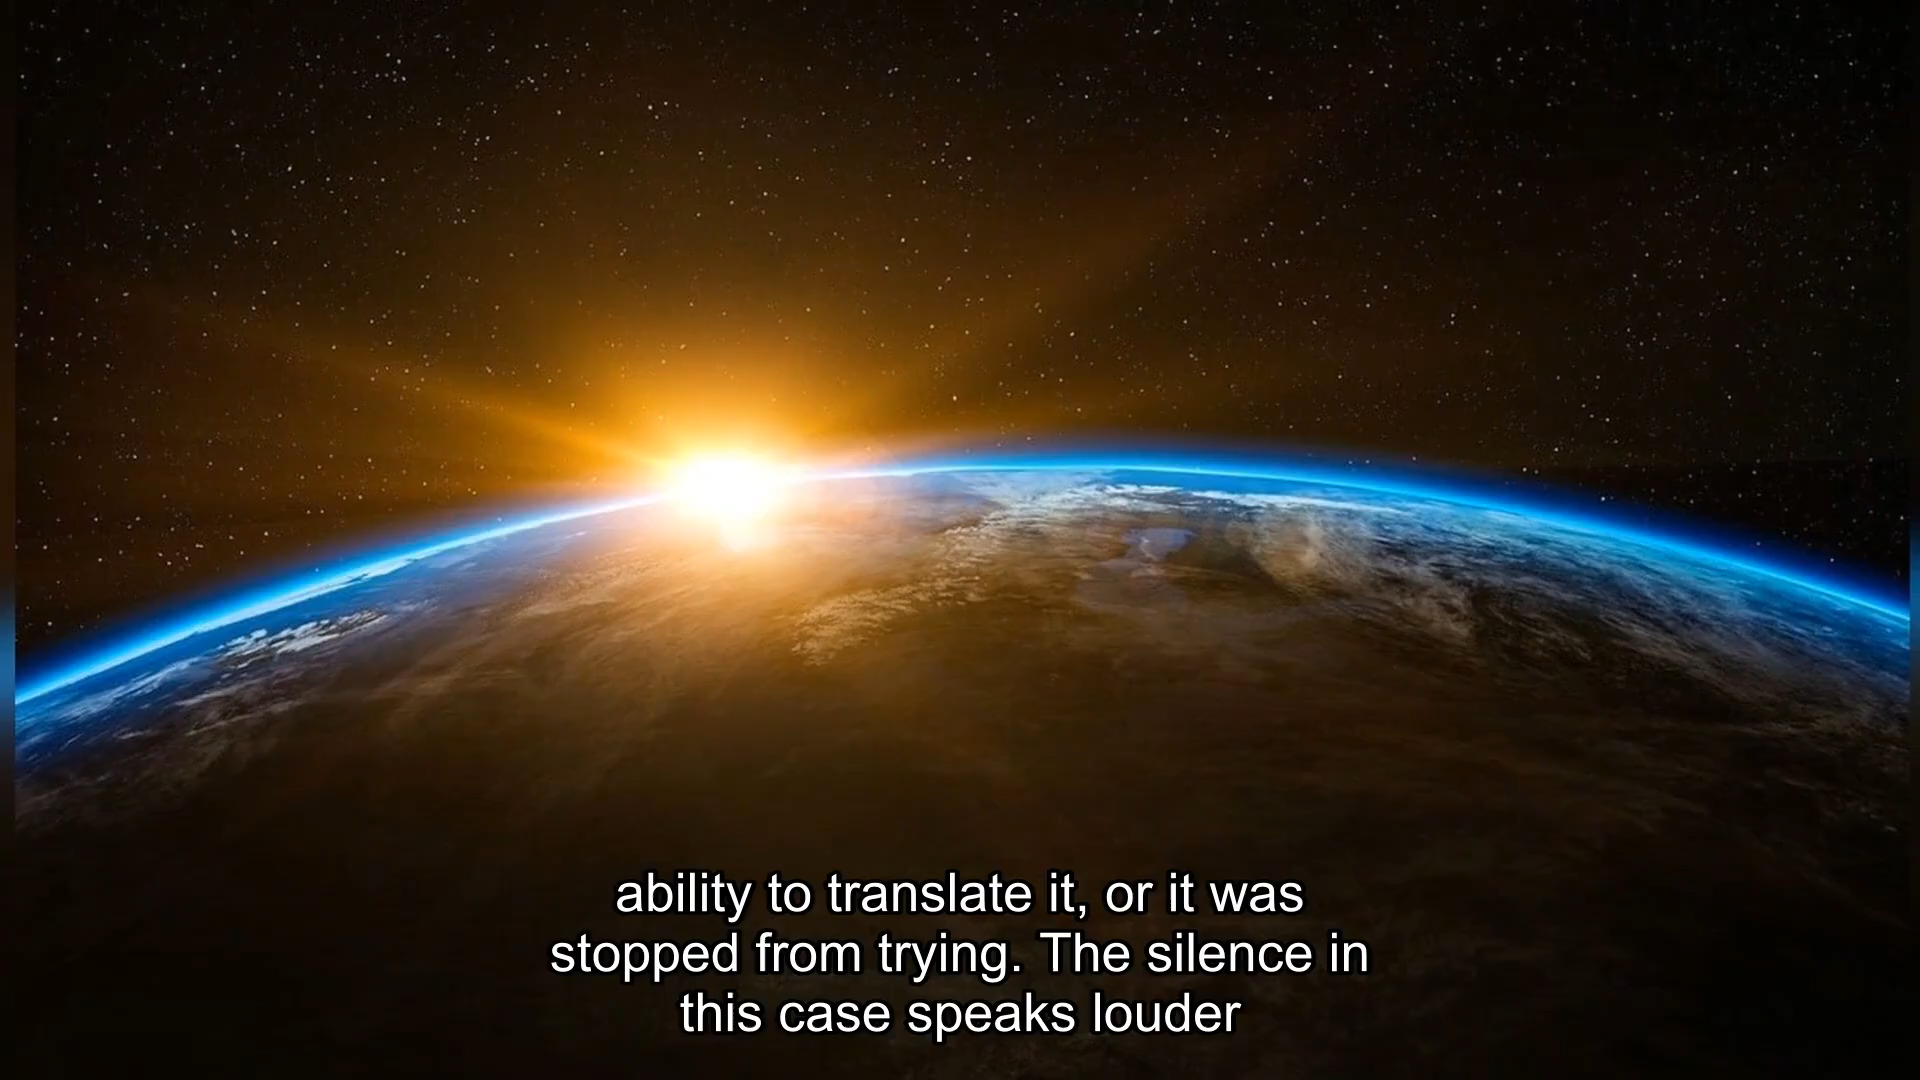 ability to translate it, or it was
stopped from trying. The silence in
this case speaks louder